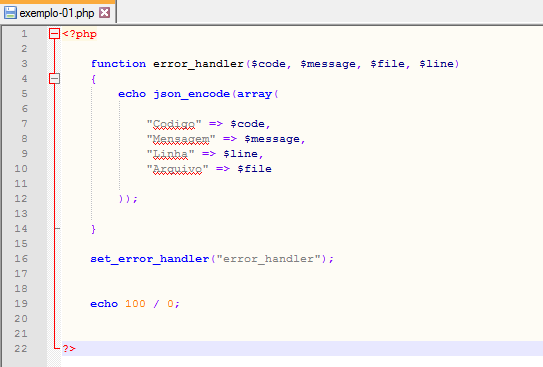 exemplo-01.php
1 <?php
2
3 function error_handler($code, $message, $file, $line)
4 {
5 echo json_encode(array(
6
7 "Codigo" => $code,
8 "Mensagem" => $message,
9 "Linha" => $line,
10 "Arquivo" => $file
11
12 ));
13
14 }
15
16 set_error_handler("error_handler");
17
18
19 echo 100 / 0;
20
21
22 ?>